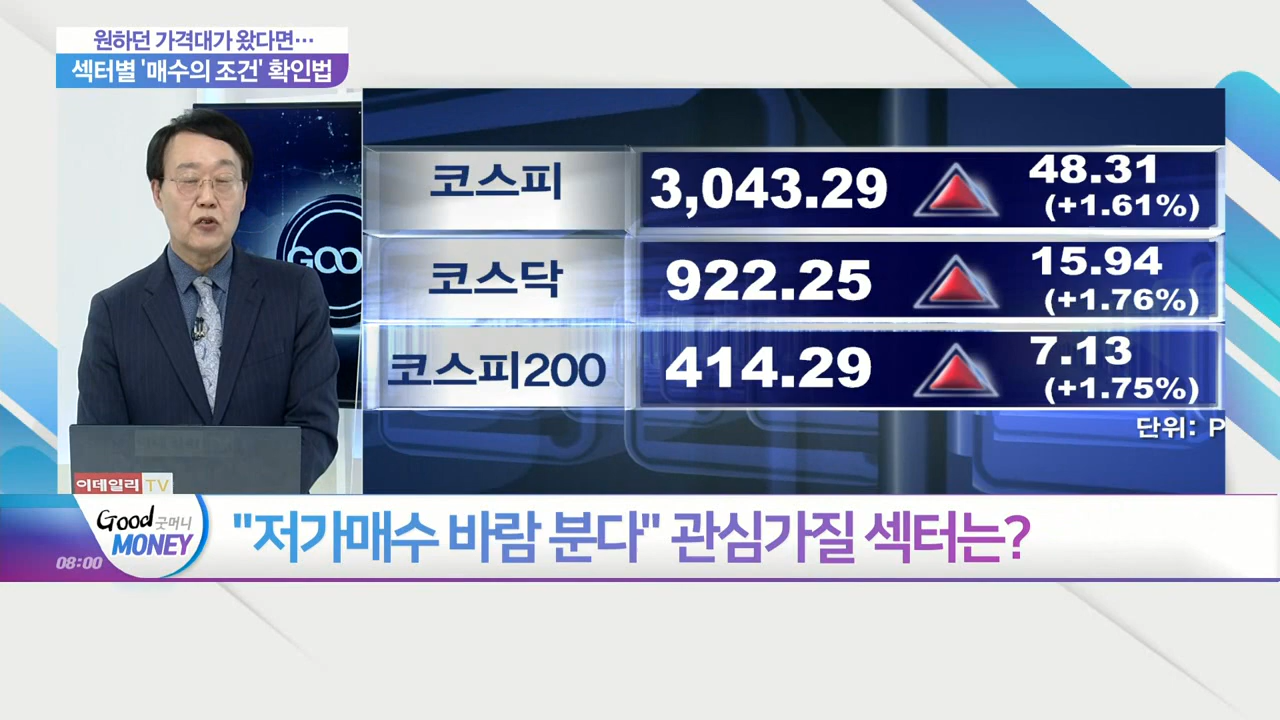 원하던 가격대가 왔다면…
섹터별 '매수의 조건' 확인법
GOO
코스피 3,043.29 48.31 (+1.61%)
코스닥 922.25 15.94 (+1.76%)
코스피200 414.29 7.13 (+1.75%)
단위: P
이데일리 TV
Good 굿머니
MONEY
"저가매수 바람 분다" 관심가질 섹터는?
08:00